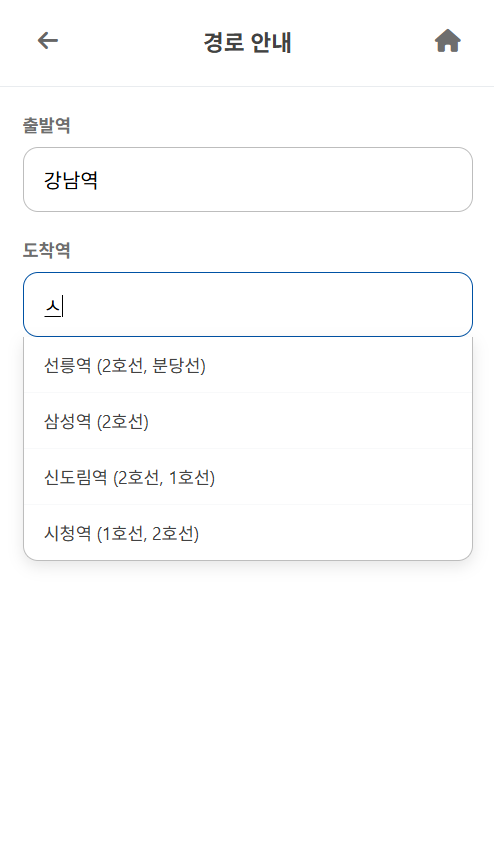 경로 안내
출발역
강남역
도착역
ㅅ
선릉역 (2호선, 분당선)
삼성역 (2호선)
신도림역 (2호선, 1호선)
시청역 (1호선, 2호선)